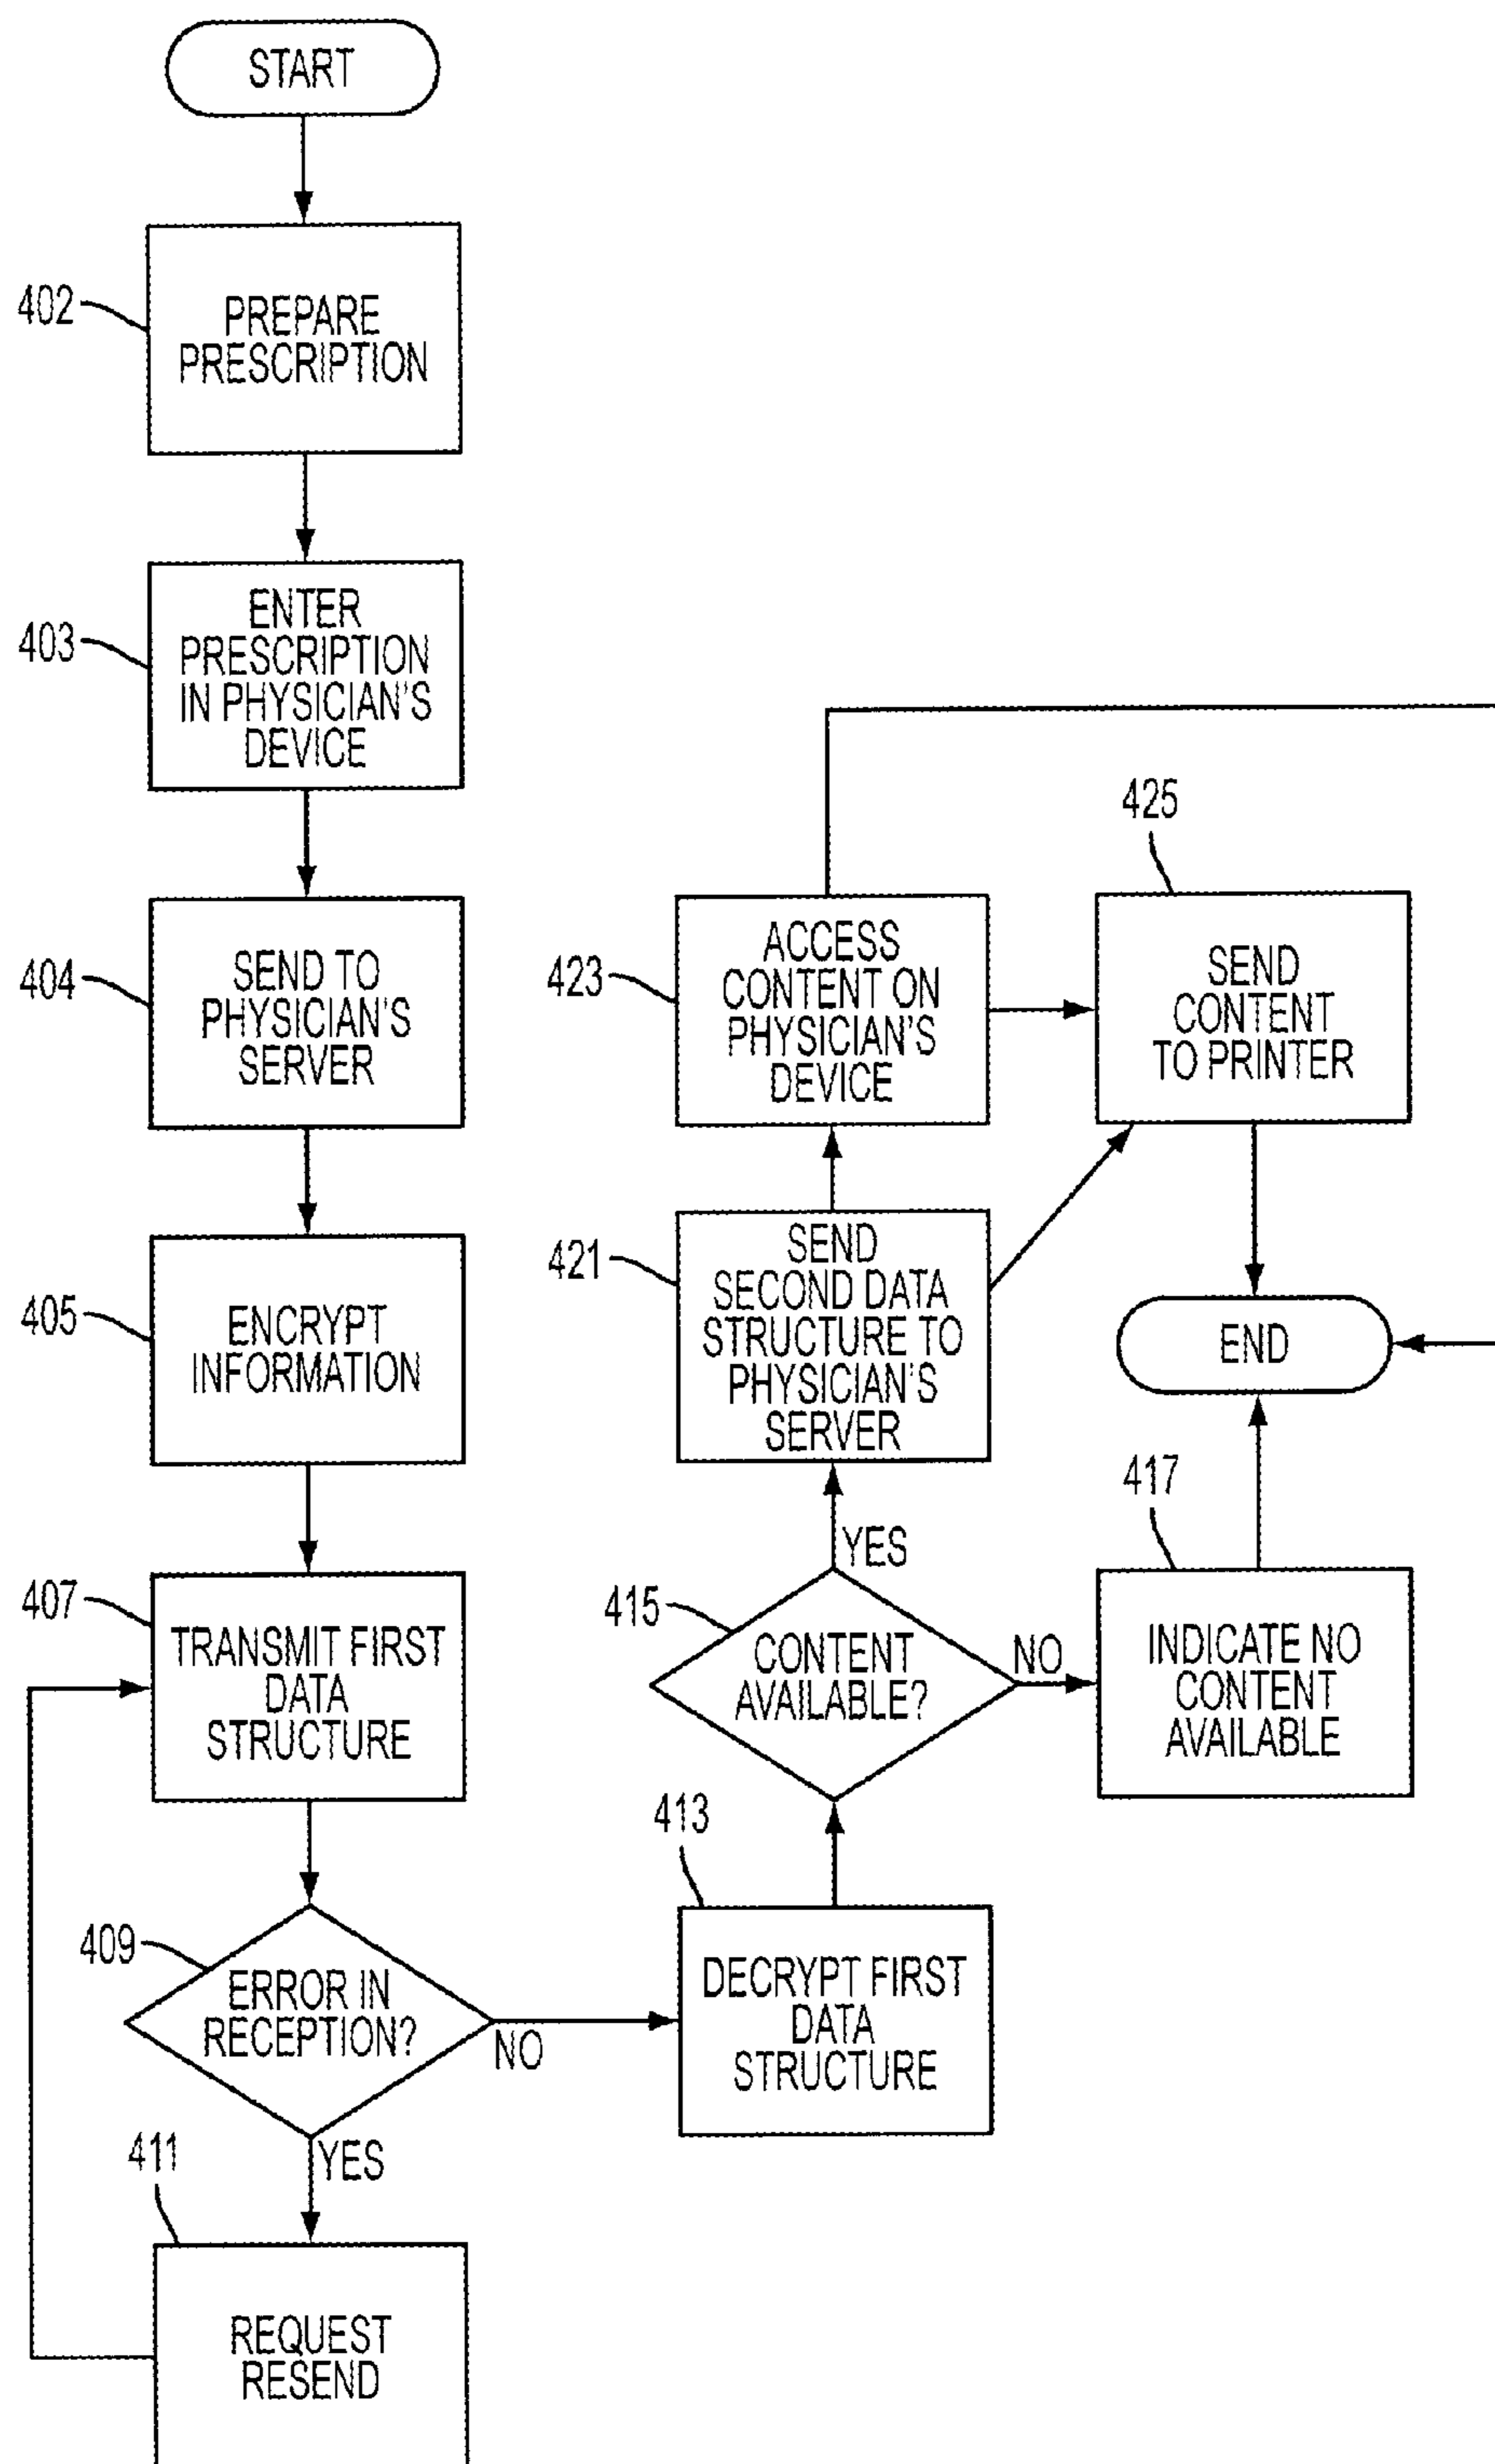 START
402
PREPARE
PRESCRIPTION
403
ENTER
PRESCRIPTION
IN PHYSICIAN'S
DEVICE
404
SEND TO
PHYSICIAN'S
SERVER
405
ENCRYPT
INFORMATION
407
TRANSMIT FIRST
DATA
STRUCTURE
409
ERROR IN
RECEPTION?
NO
YES
411
REQUEST
RESEND
413
DECRYPT FIRST
DATA
STRUCTURE
415
CONTENT
AVAILABLE?
YES
NO
417
INDICATE NO
CONTENT
AVAILABLE
421
SEND
SECOND DATA
STRUCTURE TO
PHYSICIAN'S
SERVER
423
ACCESS
CONTENT ON
PHYSICIAN'S
DEVICE
425
SEND
CONTENT
TO PRINTER
END